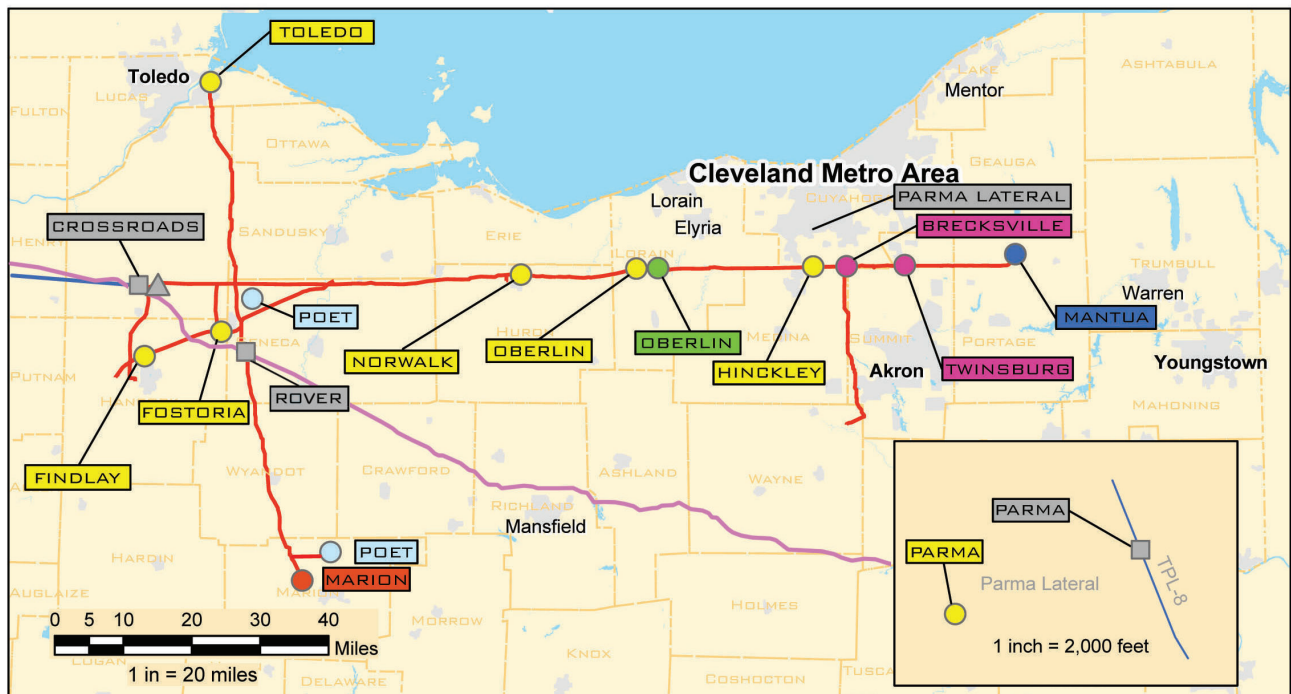 TOLEDO
Toledo
LUCAS
FULTON
OTTAWA
LAKE
ASHTABULA
Mentor
GEAUGA
Cleveland Metro Area
CUYAHO
PARMA LATERAL
Lorain
Elyria
CROSSROADS
HENRY
SANDUSKY
ERIE
LORAIN
BRECKSVILLE
TRUMBULL
Warren
POET
MANTUA
HURON
NORWALK
OBERLIN
OBERLIN
MEDINA
HINCKLEY
SUMMIT
PORTAGE
TWINSBURG
Akron
Youngstown
PUTNAM
SENECA
FOSTORIA
ROVER
MAHONING
FINDLAY
WYANDOT
CRAWFORD
ASHLAND
WAYNE
RICHLAND
Mansfield
HARDIN
POET
MARION
AUGLAIZE
MORROW
HOLMES
0 5 10 20 30 40
Miles
1 in = 20 miles
LOGAN
DELAWARE
KNOX
COSHOCTON
TUSC
PARMA
PARMA
Parma Lateral
TPL-8
1 inch = 2,000 feet